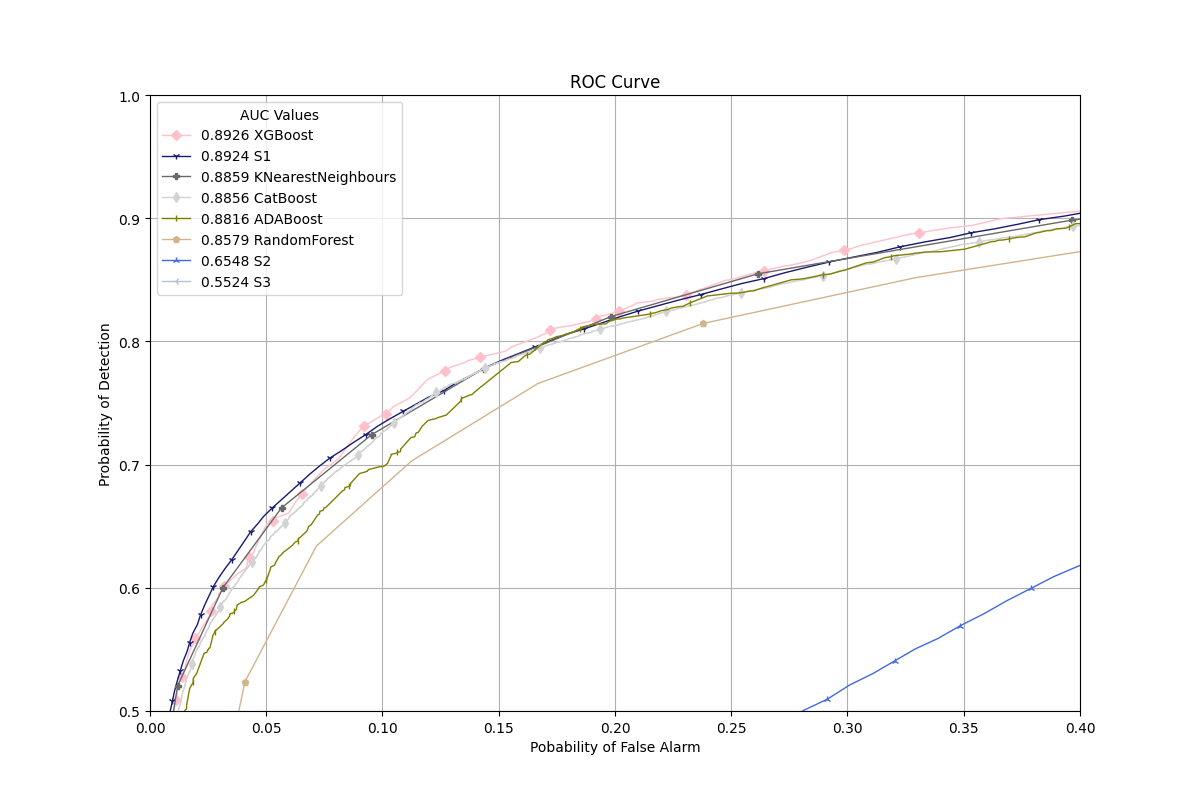 ROC Curve
AUC Values
0.8926 XGBoost
0.8924 S1
0.8859 KNearestNeighbours
0.8856 CatBoost
0.8816 ADABoost
0.8579 RandomForest
0.6548 S2
0.5524 S3
1.0
0.9
0.8
0.7
0.6
0.5
Probability of Detection
0.00 0.05 0.10 0.15 0.20 0.25 0.30 0.35 0.40
Pobability of False Alarm